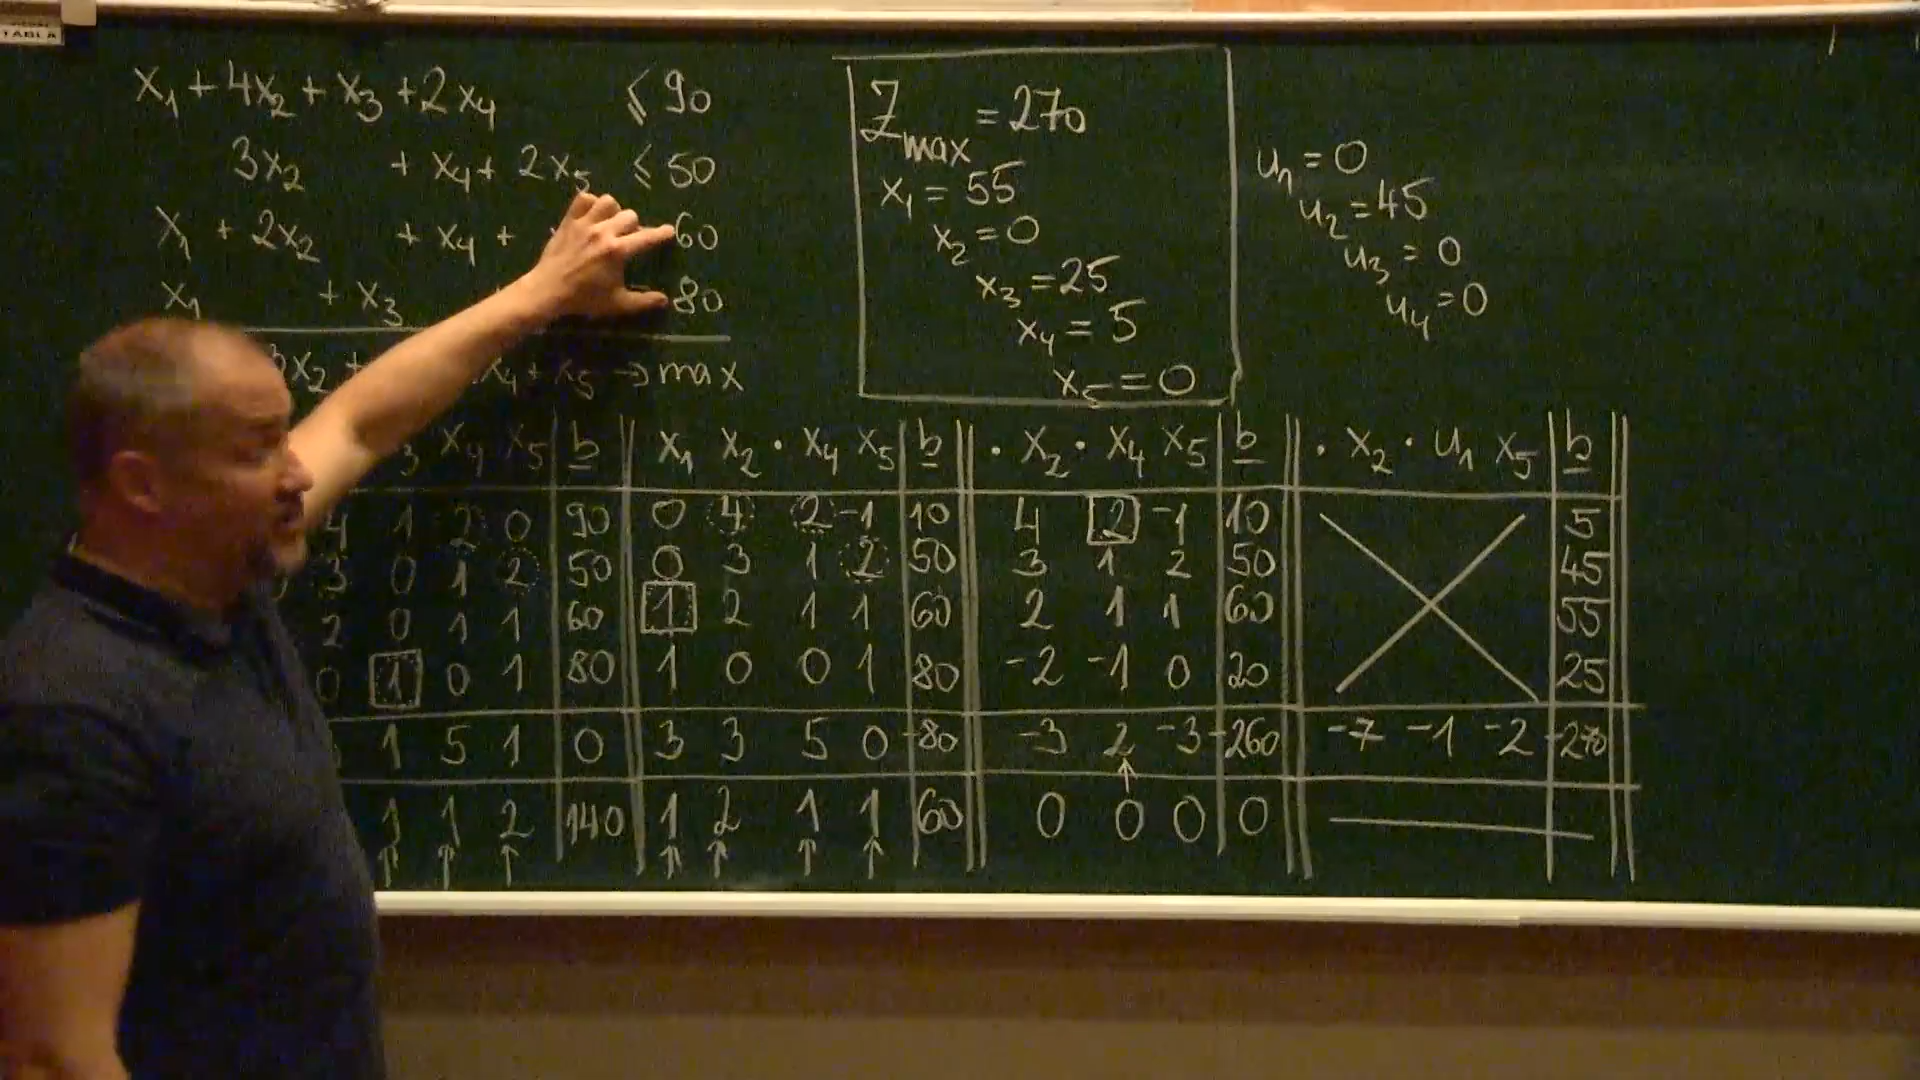 TABLA
x₁ + 4x₂ + x₃ + 2x₄ ≤ 90
3x₂ + x₄ + 2x₅ ≤ 50
x₁ + 2x₂ + x₄ + 60
x₁ + x₃ 80
3x₂ + x₄ + x₅ → max
Z max = 270
x₁ = 55
x₂ = 0
x₃ = 25
x₄ = 5
x₅ = 0
u₁ = 0
u₂ = 45
u₃ = 0
u₄ = 0
3 x₄ x₅ b x₁ x₂ · x₄ x₅ b · x₂ · x₄ x₅ b · x₂ · u₁ x₅ b
4 1 2 0 90 0 4 2 -1 10 4 2 -1 10 5
3 0 1 2 50 0 3 1 2 50 3 1 2 50 45
2 0 1 1 60 1 2 1 1 60 2 1 1 60 55
0 1 0 1 80 1 0 0 1 80 -2 -1 0 20 25
1 5 1 0 3 3 5 0 -80 -3 2 -3 -260 -7 -1 -2 -270
1 1 2 140 1 2 1 1 60 0 0 0 0